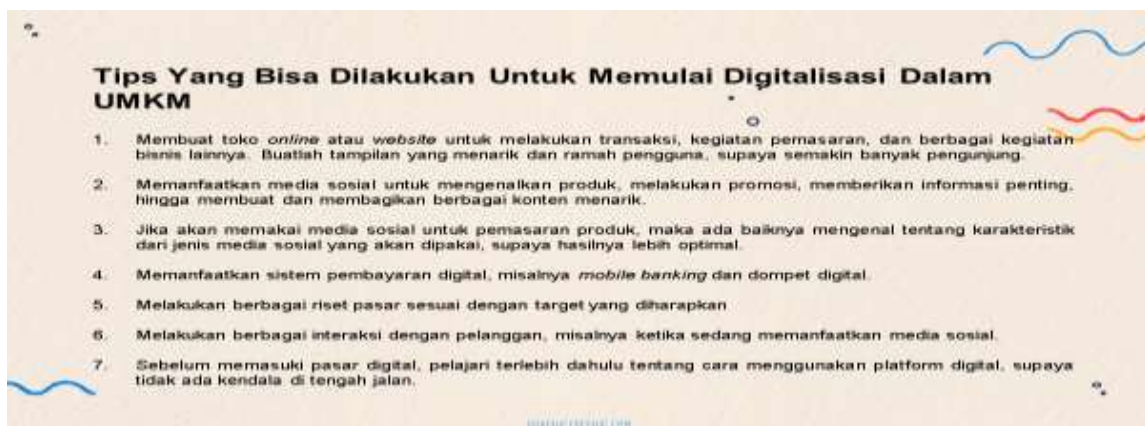 Tips Yang Bisa Dilakukan Untuk Memulai Digitalisasi Dalam
UMKM
1. Membuat toko online atau website untuk melakukan transaksi, kegiatan pemasaran, dan berbagai kegiatan
bisnis lainnya. Buatlah tampilan yang menarik dan ramah pengguna, supaya semakin banyak pengunjung.
2. Memanfaatkan media sosial untuk mengenalkan produk, melakukan promosi, memberikan informasi penting,
hingga membuat dan membagikan berbagai konten menarik.
3. Jika akan memakai media sosial untuk pemasaran produk, maka ada baiknya mengenal tentang karakteristik
dari jenis media sosial yang akan dipakai, supaya hasilnya lebih optimal.
4. Memanfaatkan sistem pembayaran digital, misalnya mobile banking dan dompet digital.
5. Melakukan berbagai riset pasar sesuai dengan target yang diharapkan
6. Melakukan berbagai interaksi dengan pelanggan, misalnya ketika sedang memanfaatkan media sosial.
7. Sebelum memasuki pasar digital, pelajari terlebih dahulu tentang cara menggunakan platform digital, supaya
tidak ada kendala di tengah jalan.